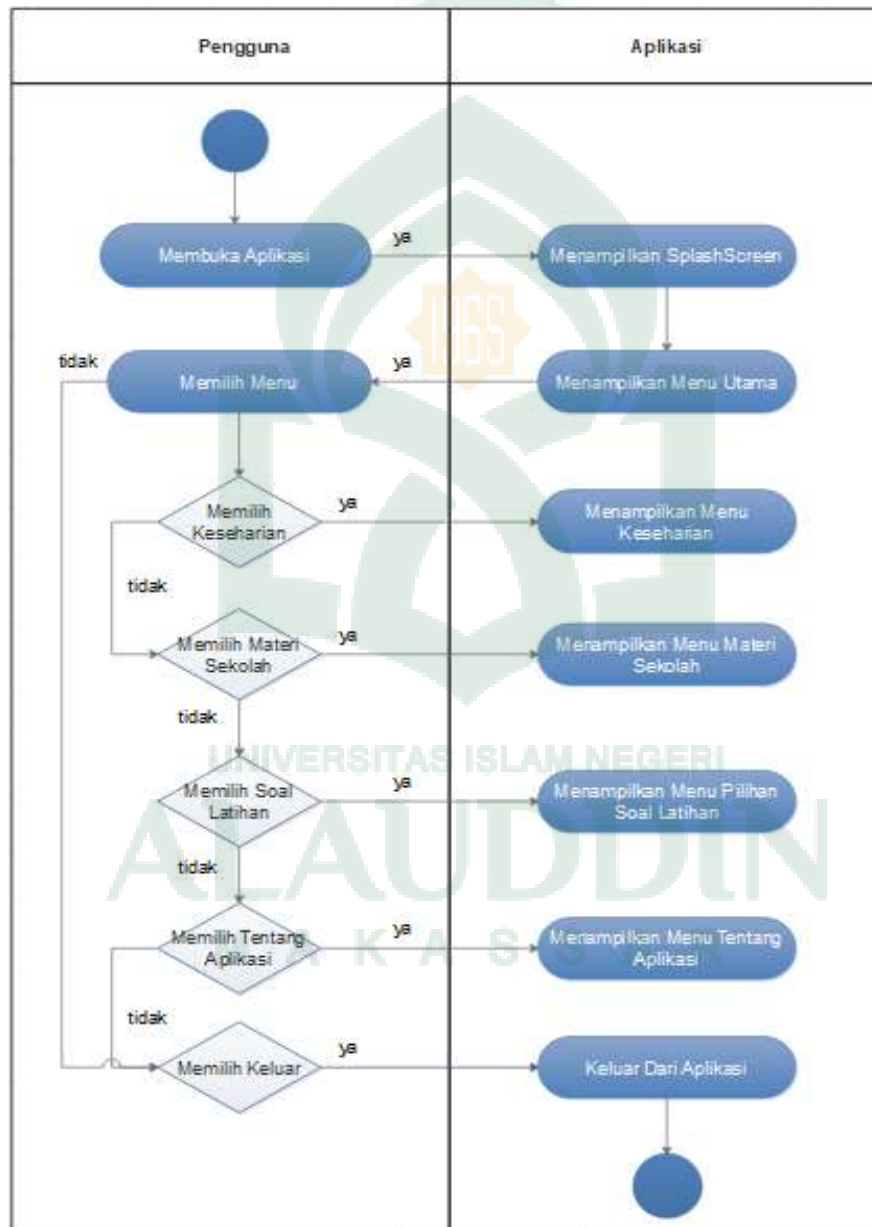 Pengguna
Aplikasi
Membuka Aplikasi
ya
Menampilkan SplashScreen
tidak
Memilih Menu
ya
Menampilkan Menu Utama
Memilih
Keseharian
ya
Menampilkan Menu
Keseharian
tidak
Memilih Materi
Sekolah
ya
Menampilkan Menu Materi
Sekolah
tidak
Memilih Soal
Latihan
ya
Menampilkan Menu Pilihan
Soal Latihan
tidak
Memilih Tentang
Aplikasi
ya
Menampilkan Menu Tentang
Aplikasi
tidak
Memilih Keluar
ya
Keluar Dari Aplikasi
1965
UNIVERSITAS ISLAM NEGERI
ALAUDDIN